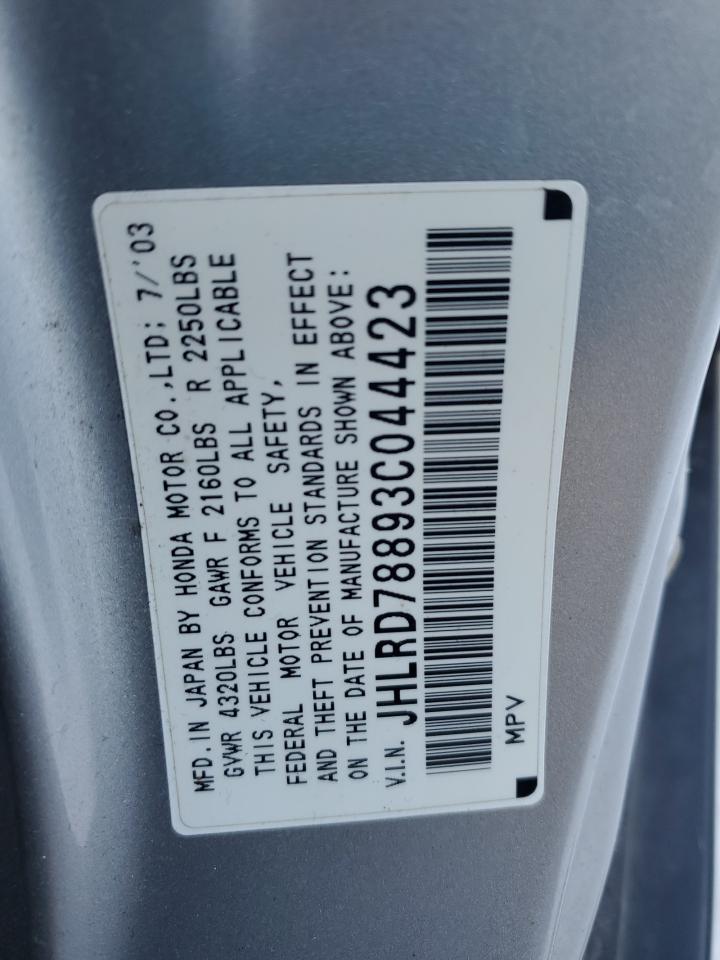 MFD. IN JAPAN BY HONDA MOTOR CO.,LTD; 7/'03
GVWR 4320LBS GAWR F 2160LBS R 2250LBS
THIS VEHICLE CONFORMS TO ALL APPLICABLE
FEDERAL MOTOR VEHICLE SAFETY,
AND THEFT PREVENTION STANDARDS IN EFFECT
ON THE DATE OF MANUFACTURE SHOWN ABOVE:
V.I.N. JHLRD78893C044423
MPV